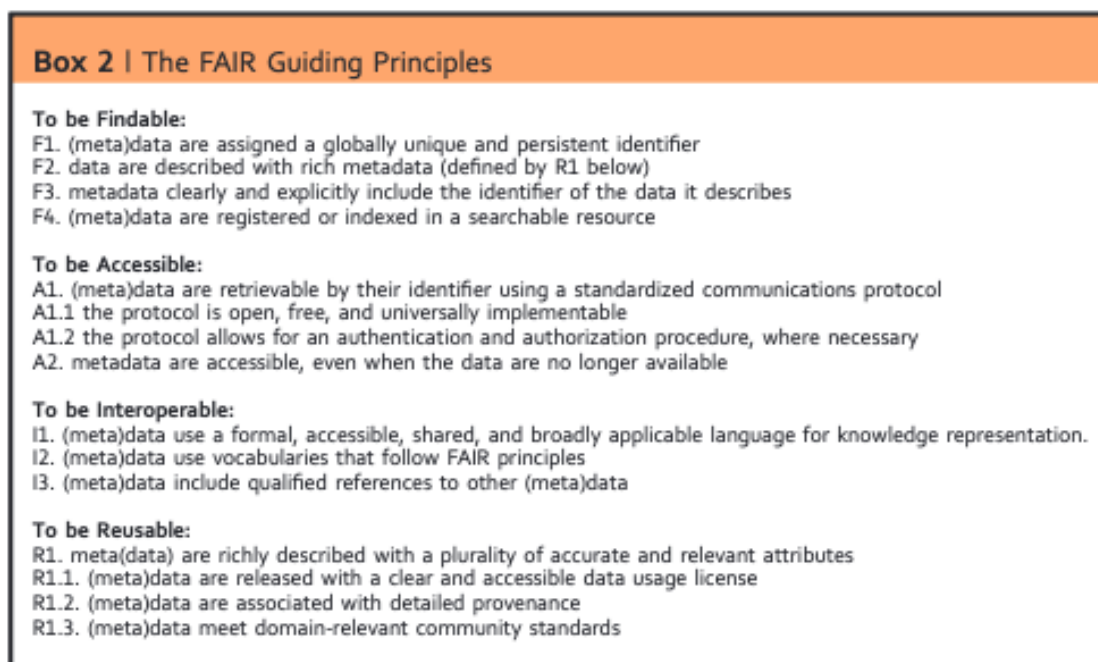 Box 2 | The FAIR Guiding Principles
To be Findable:
F1. (meta)data are assigned a globally unique and persistent identifier
F2. data are described with rich metadata (defined by R1 below)
F3. metadata clearly and explicitly include the identifier of the data it describes
F4. (meta)data are registered or indexed in a searchable resource
To be Accessible:
A1. (meta)data are retrievable by their identifier using a standardized communications protocol
A1.1 the protocol is open, free, and universally implementable
A1.2 the protocol allows for an authentication and authorization procedure, where necessary
A2. metadata are accessible, even when the data are no longer available
To be Interoperable:
I1. (meta)data use a formal, accessible, shared, and broadly applicable language for knowledge representation.
I2. (meta)data use vocabularies that follow FAIR principles
I3. (meta)data include qualified references to other (meta)data
To be Reusable:
R1. meta(data) are richly described with a plurality of accurate and relevant attributes
R1.1. (meta)data are released with a clear and accessible data usage license
R1.2. (meta)data are associated with detailed provenance
R1.3. (meta)data meet domain-relevant community standards